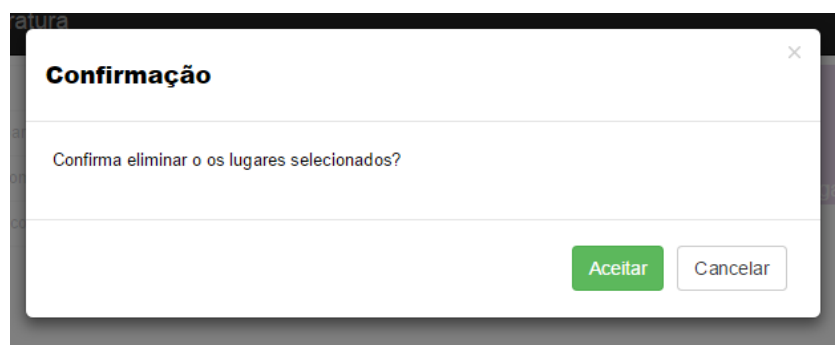 ratura
×
Confirmação
Confirma eliminar o os lugares selecionados?
Aceitar
Cancelar